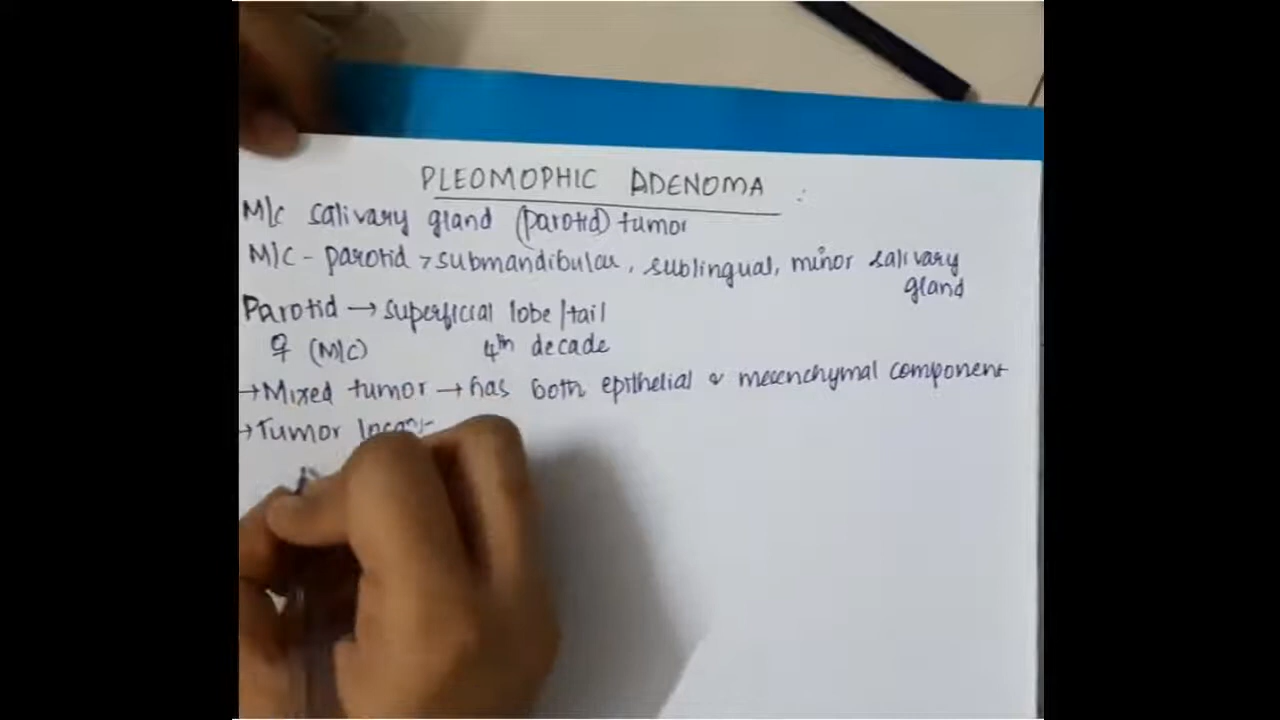 PLEOMOPHIC ADENOMA :
M/c salivary gland (parotid) tumor
M/c - parotid > submandibular, sublingual, minor salivary
gland
Parotid → superficial lobe/tail
♀ (M/c) 4th decade
→ Mixed tumor → has both epithelial & mesenchymal component
→ Tumor